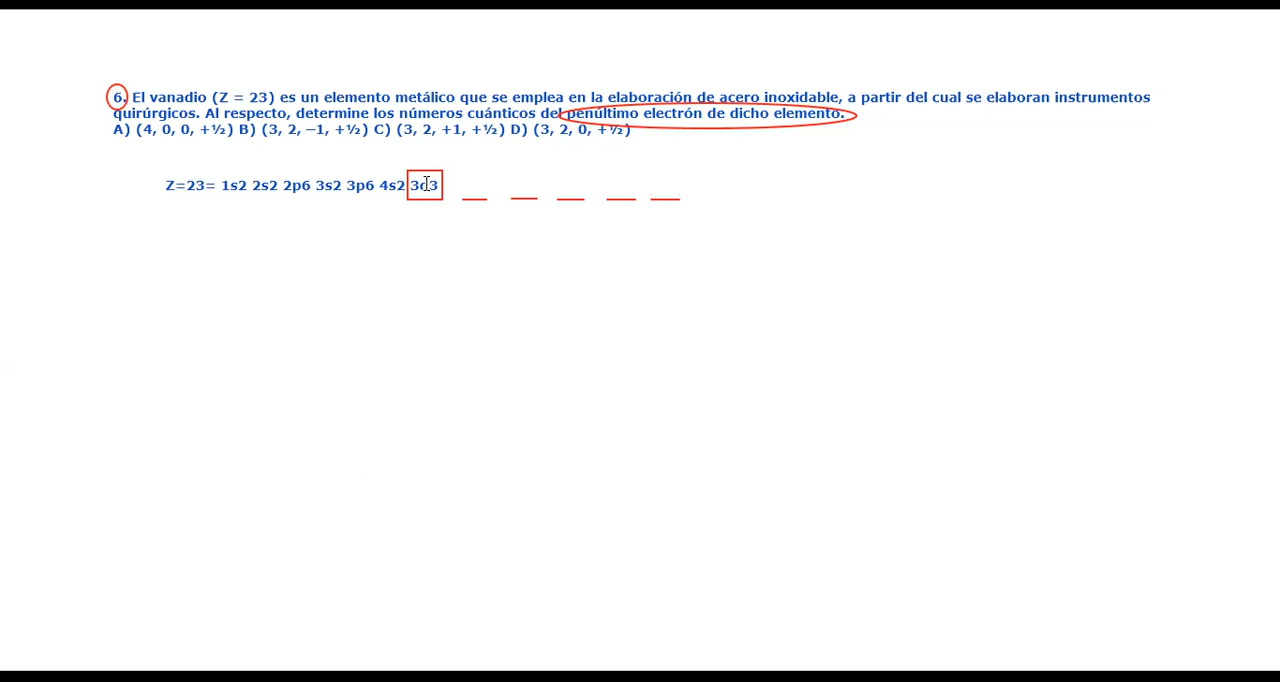 6. El vanadio (Z = 23) es un elemento metálico que se emplea en la elaboración de acero inoxidable, a partir del cual se elaboran instrumentos
quirúrgicos. Al respecto, determine los números cuánticos del penúltimo electrón de dicho elemento.
A) (4, 0, 0, +½) B) (3, 2, −1, +½) C) (3, 2, +1, +½) D) (3, 2, 0, +½)
Z=23= 1s2 2s2 2p6 3s2 3p6 4s2 3d3